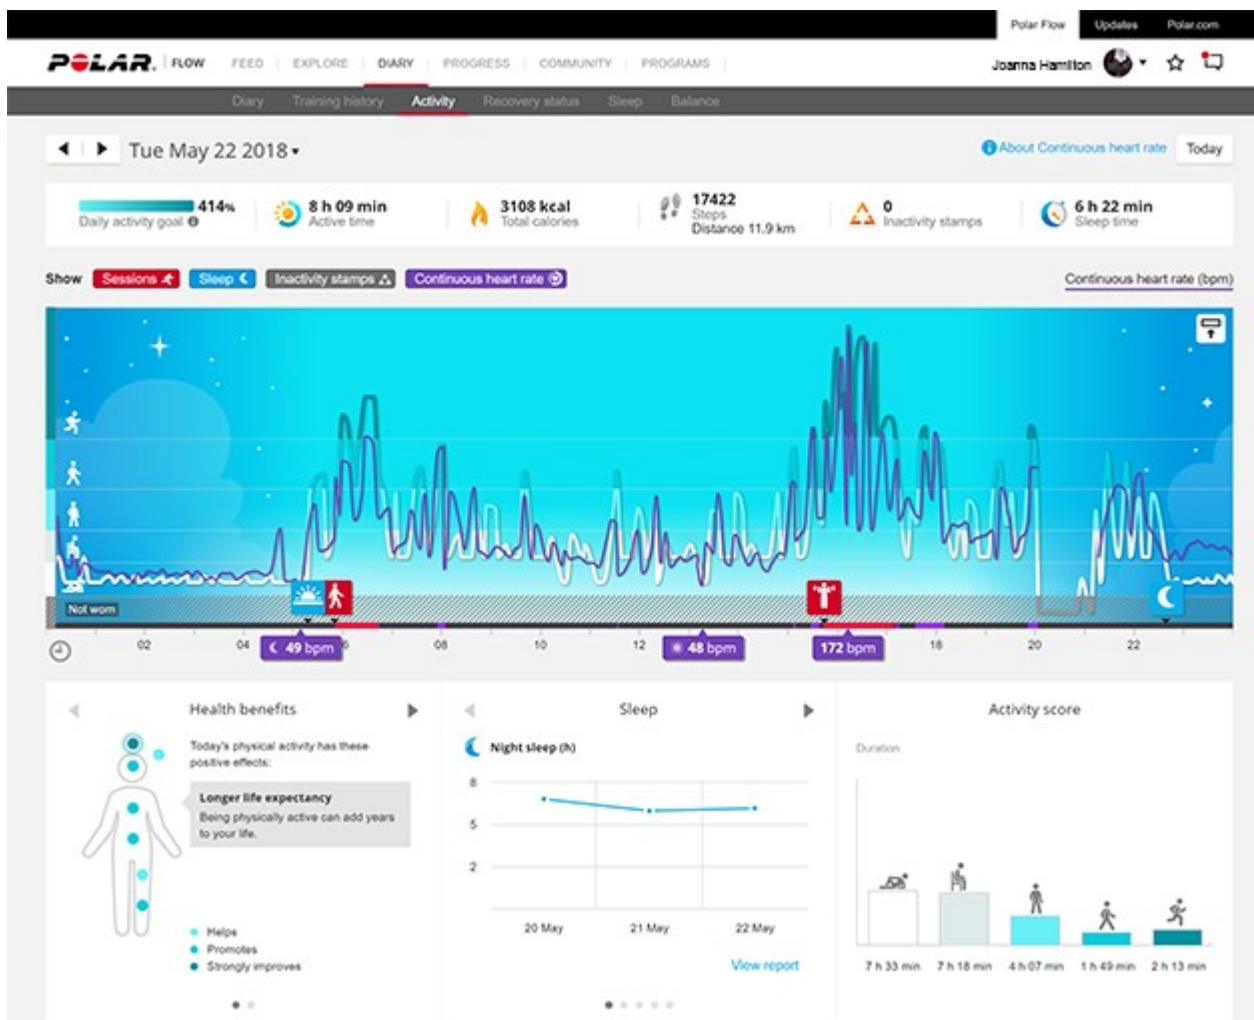 Polar Flow Updates Polar.com
POLAR. FLOW FEED EXPLORE DIARY PROGRESS COMMUNITY PROGRAMS Joanna Hamilton
Diary Training history Activity Recovery status Sleep Balance
Tue May 22 2018 About Continuous heart rate Today
414% 8 h 09 min 3108 kcal 17422 0 6 h 22 min
Daily activity goal Active time Total calories Steps Inactivity stamps Sleep time
Distance 11.9 km
Show Sessions Sleep Inactivity stamps Continuous heart rate Continuous heart rate (bpm)
Not worn
02 04 6 08 10 12 18 20 22
49 bpm 48 bpm 172 bpm
Health benefits
Today's physical activity has these
positive effects:
Longer life expectancy
Being physically active can add years
to your life.
Helps
Promotes
Strongly improves
Sleep
Night sleep (h)
8
5
2
20 May 21 May 22 May
View report
Activity score
Duration
7 h 33 min 7 h 18 min 4 h 07 min 1 h 49 min 2 h 13 min